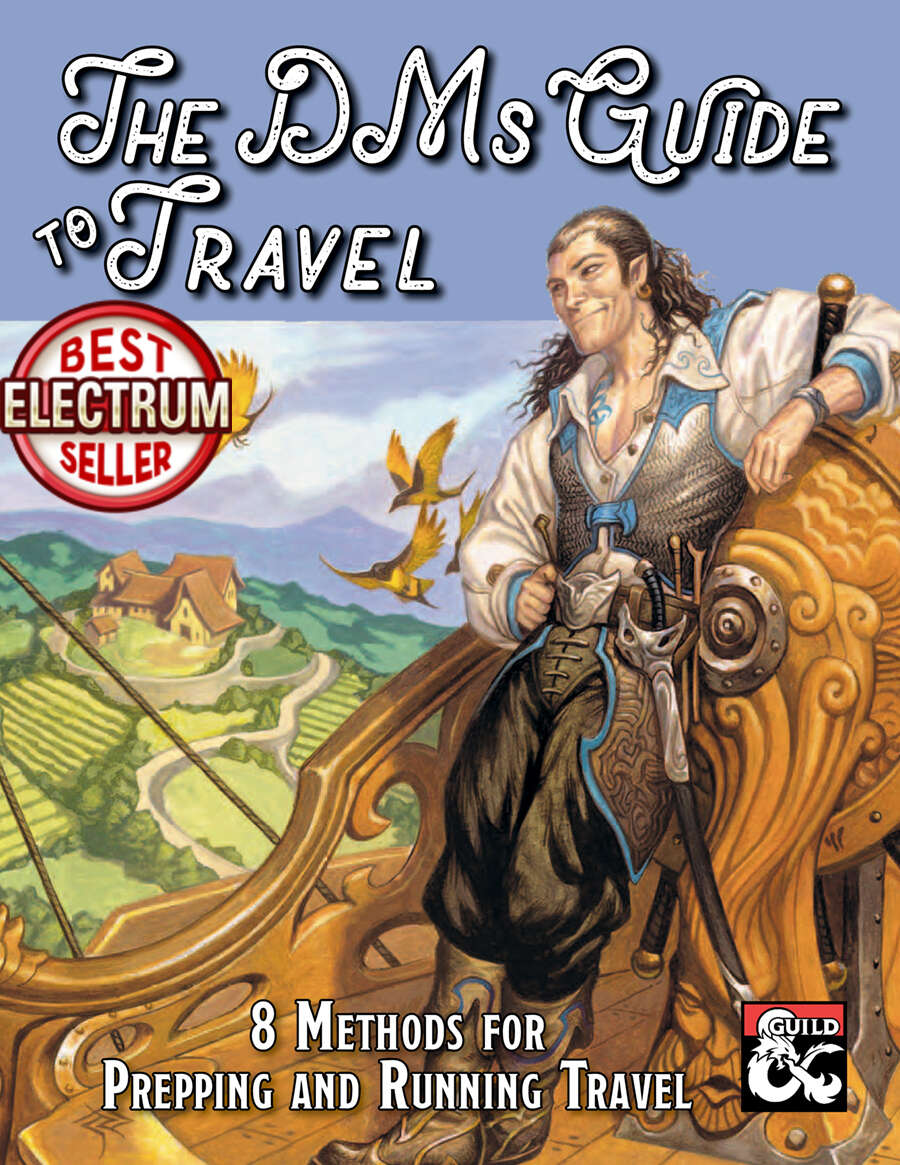 The DMs Guide
to Travel
BEST
ELECTRUM
SELLER
8 Methods for
Prepping and Running Travel
GUILD